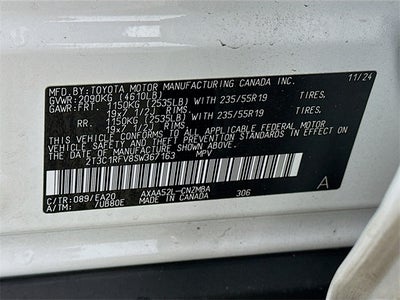 MFD.BY:TOYOTA MOTOR MANUFACTURING CANADA INC. 11/24
GVWR:2090KG (4610LB)
GAWR:FRT. 1150KG (2535LB) WITH 235/55R19 TIRES.
19x7 1/2J RIMS.
RR. 1150KG (2535LB) WITH 235/55R19 TIRES.
19x7 1/2J RIMS.
THIS VEHICLE CONFORMS TO ALL APPLICABLE FEDERAL MOTOR
VEHICLE SAFETY AND THEFT PREVENTION STANDARDS IN
EFFECT ON THE DATE OF MANUFACTURE SHOWN ABOVE.
2T3C1RFV8SW367163 MPV
A
C/TR:089/EA20 AXAA52L-CNZMBA 306
A/TM: /UB80E MADE IN CANADA